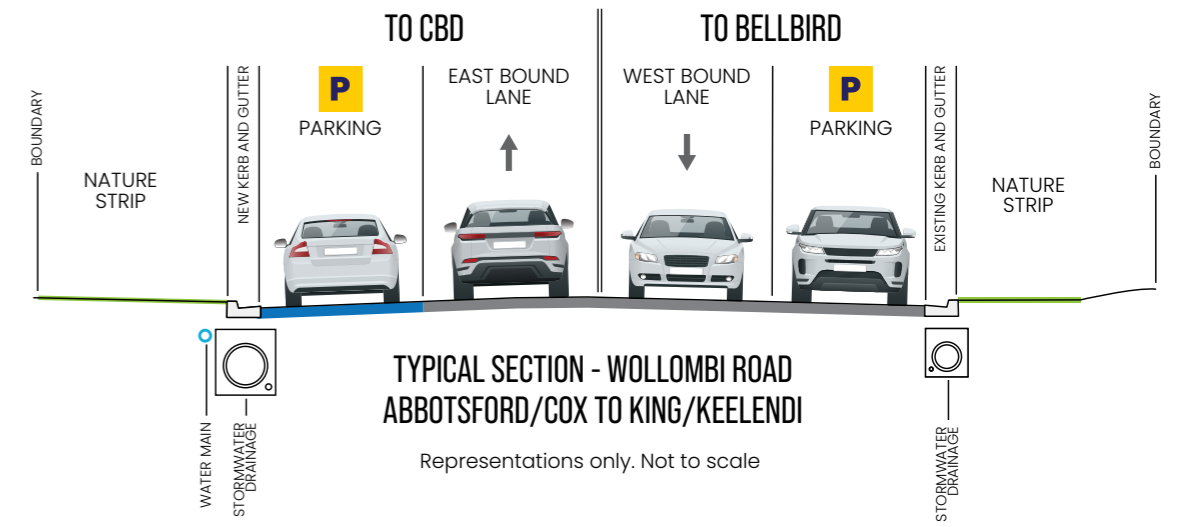 TO CBD
TO BELLBIRD
BOUNDARY
NATURE
STRIP
NEW KERB AND GUTTER
P
PARKING
EAST BOUND
LANE
WEST BOUND
LANE
P
PARKING
EXISTING KERB AND GUTTER
NATURE
STRIP
BOUNDARY
WATER MAIN
STORMWATER
DRAINAGE
TYPICAL SECTION - WOLLOMBI ROAD
ABBOTSFORD/COX TO KING/KEELENDI
Representations only. Not to scale
STORMWATER
DRAINAGE